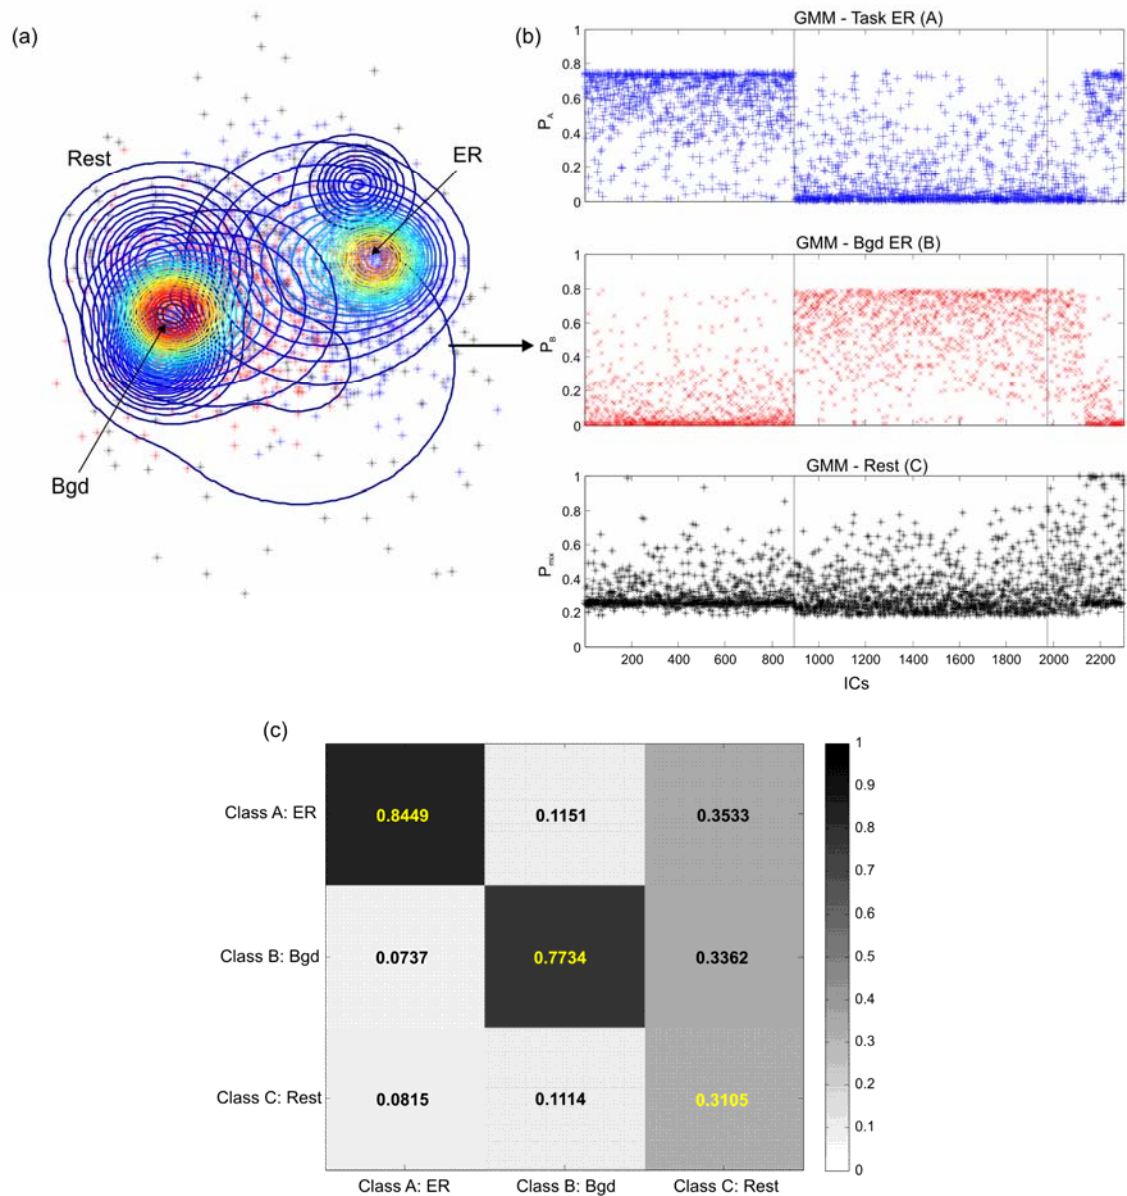 (a)
Rest
ER
Bgd
(b)
GMM - Task ER (A)
1
0.8
0.6
0.4
0.2
0
P_A
GMM - Bgd ER (B)
1
0.8
0.6
0.4
0.2
0
P_B
GMM - Rest (C)
1
0.8
0.6
0.4
0.2
0
P_mix
200 400 600 800 1000 1200 1400 1600 1800 2000 2200
ICs
(c)
Class A: ER 0.8449 0.1151 0.3533
Class B: Bgd 0.0737 0.7734 0.3362
Class C: Rest 0.0815 0.1114 0.3105
Class A: ER Class B: Bgd Class C: Rest
1
0.9
0.8
0.7
0.6
0.5
0.4
0.3
0.2
0.1
0